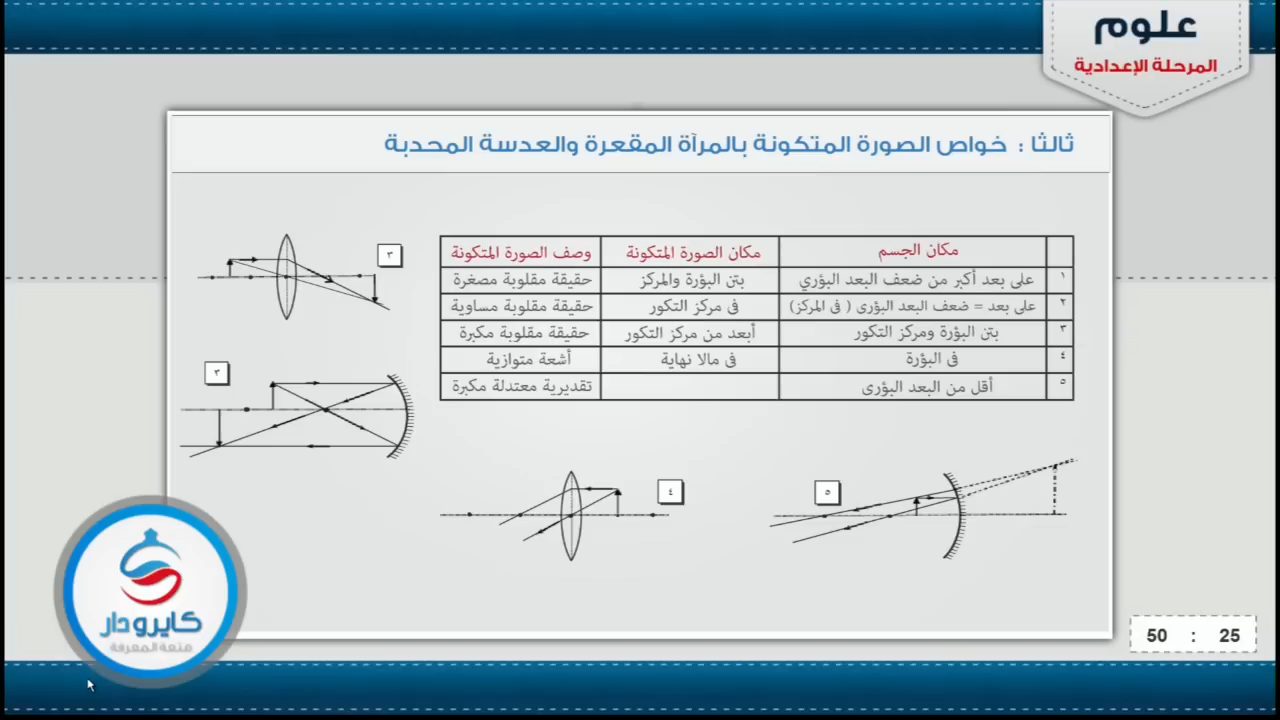 علوم
المرحلة الإعدادية
ثالثا : خواص الصورة المتكونة بالمرآة المقعرة والعدسة المحدبة
مكان الجسم مكان الصورة المتكونة وصف الصورة المتكونة
١ على بعد أكبر من ضعف البعد البؤري بتن البؤرة والمركز حقيقة مقلوبة مصغرة
٢ على بعد = ضعف البعد البؤرى ( فى المركز) فى مركز التكور حقيقة مقلوبة مساوية
٣ بتن البؤرة ومركز التكور أبعد من مركز التكور حقيقة مقلوبة مكبرة
٤ فى البؤرة فى مالا نهاية أشعة متوازية
٥ أقل من البعد البؤرى تقديرية معتدلة مكبرة
٣
٣
٤
٥
كايرودار
متعة المعرفة
50 : 25